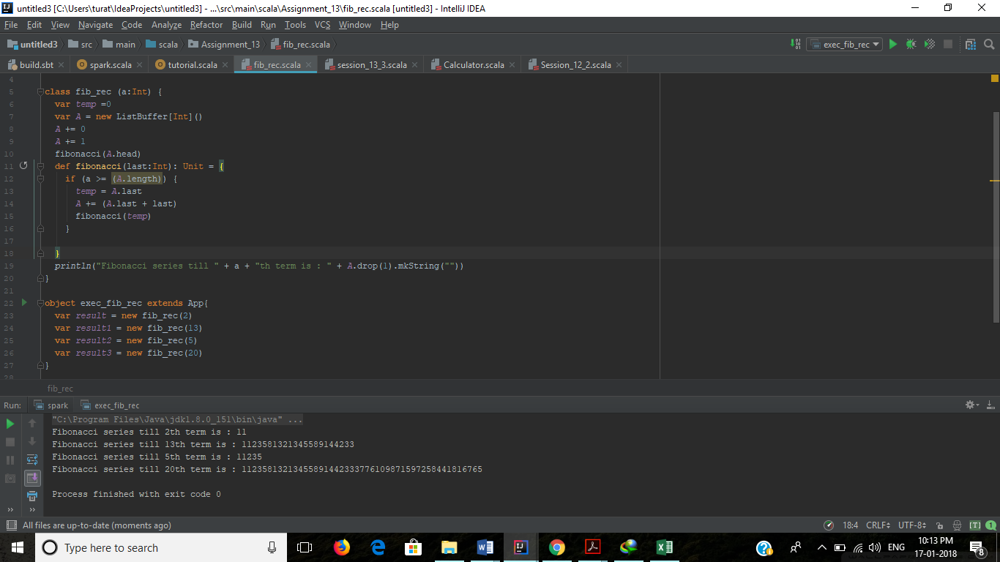 untitled3 [C:\Users\turat\IdeaProjects\untitled3] - ...\src\main\scala\Assignment_13\fib_rec.scala [untitled3] - IntelliJ IDEA
File Edit View Navigate Code Analyze Refactor Build Run Tools VCS Window Help
untitled3 src main scala Assignment_13 fib_rec.scala exec_fib_rec
build.sbt spark.scala tutorial.scala fib_rec.scala session_13_3.scala Calculator.scala Session_12_2.scala
4
5 class fib_rec (a:Int) {
6 var temp =0
7 var A = new ListBuffer[Int]()
8 A += 0
9 A += 1
10 fibonacci(A.head)
11 def fibonacci(last:Int): Unit = {
12 if (a >= (A.length)) {
13 temp = A.last
14 A += (A.last + last)
15 fibonacci(temp)
16 }
17
18 }
19 println("Fibonacci series till " + a + "th term is : " + A.drop(1).mkString(""))
20 }
21
22 object exec_fib_rec extends App{
23 var result = new fib_rec(2)
24 var result1 = new fib_rec(13)
25 var result2 = new fib_rec(5)
26 var result3 = new fib_rec(20)
27 }
28
fib_rec
Run: spark exec_fib_rec
"C:\Program Files\Java\jdk1.8.0_151\bin\java" ...
Fibonacci series till 2th term is : 11
Fibonacci series till 13th term is : 1123581321345589144233
Fibonacci series till 5th term is : 11235
Fibonacci series till 20th term is : 11235813213455891442333776109871597258441816765
Process finished with exit code 0
All files are up-to-date (moments ago) 18:4 CRLF UTF-8 [T] 1
Type here to search ENG 10:13 PM
17-01-2018 8